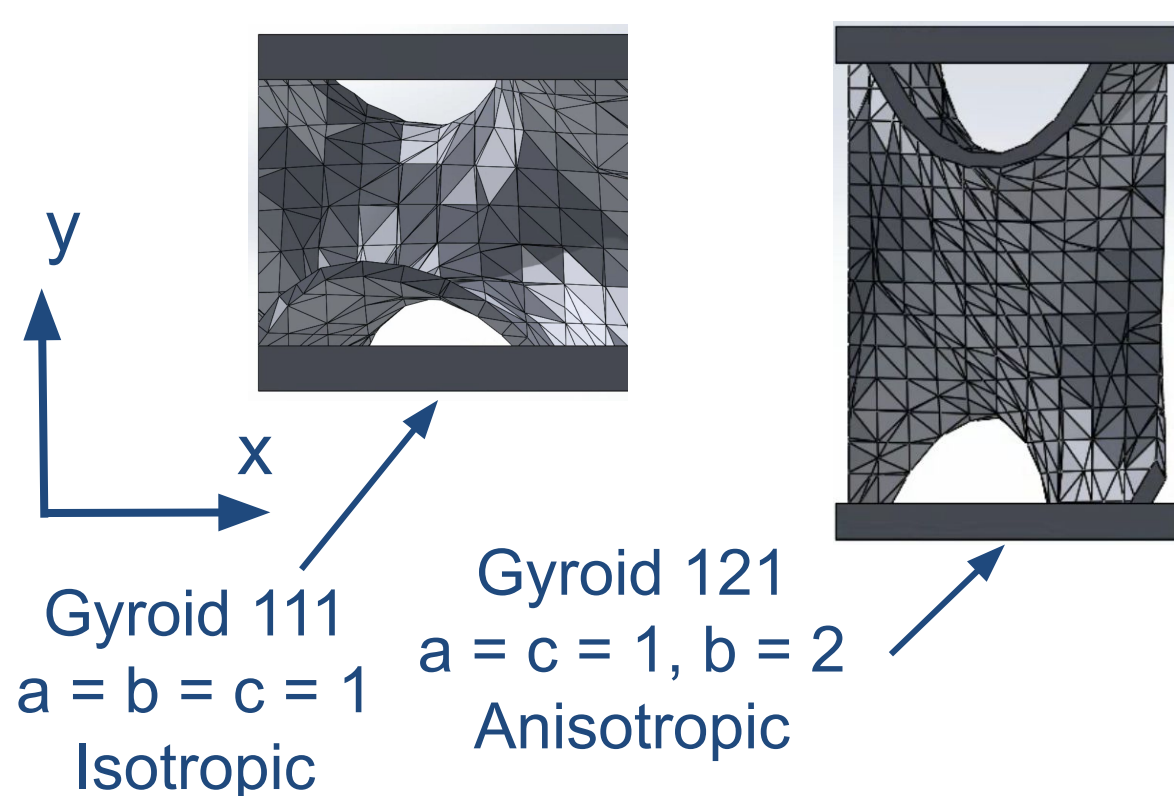 y
x
Gyroid 111
a = b = c = 1
Isotropic
Gyroid 121
a = c = 1, b = 2
Anisotropic